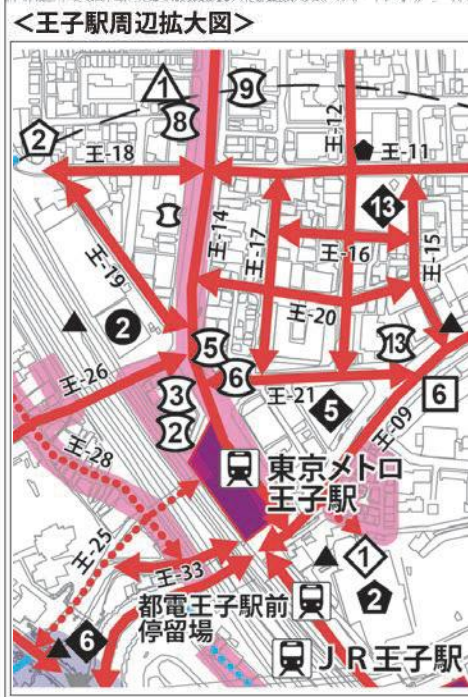 <王子駅周辺拡大図>
1
9
8
2
王-12
王-18
王-11
13
王-14
王-17
王-16
王-15
王-19
王-20
2
5
13
王-26
3
6
王-21
6
2
5
王-09
王-28
東京メトロ
王子駅
王-25
1
王-33
2
都電王子駅前
停留場
6
JR王子駅